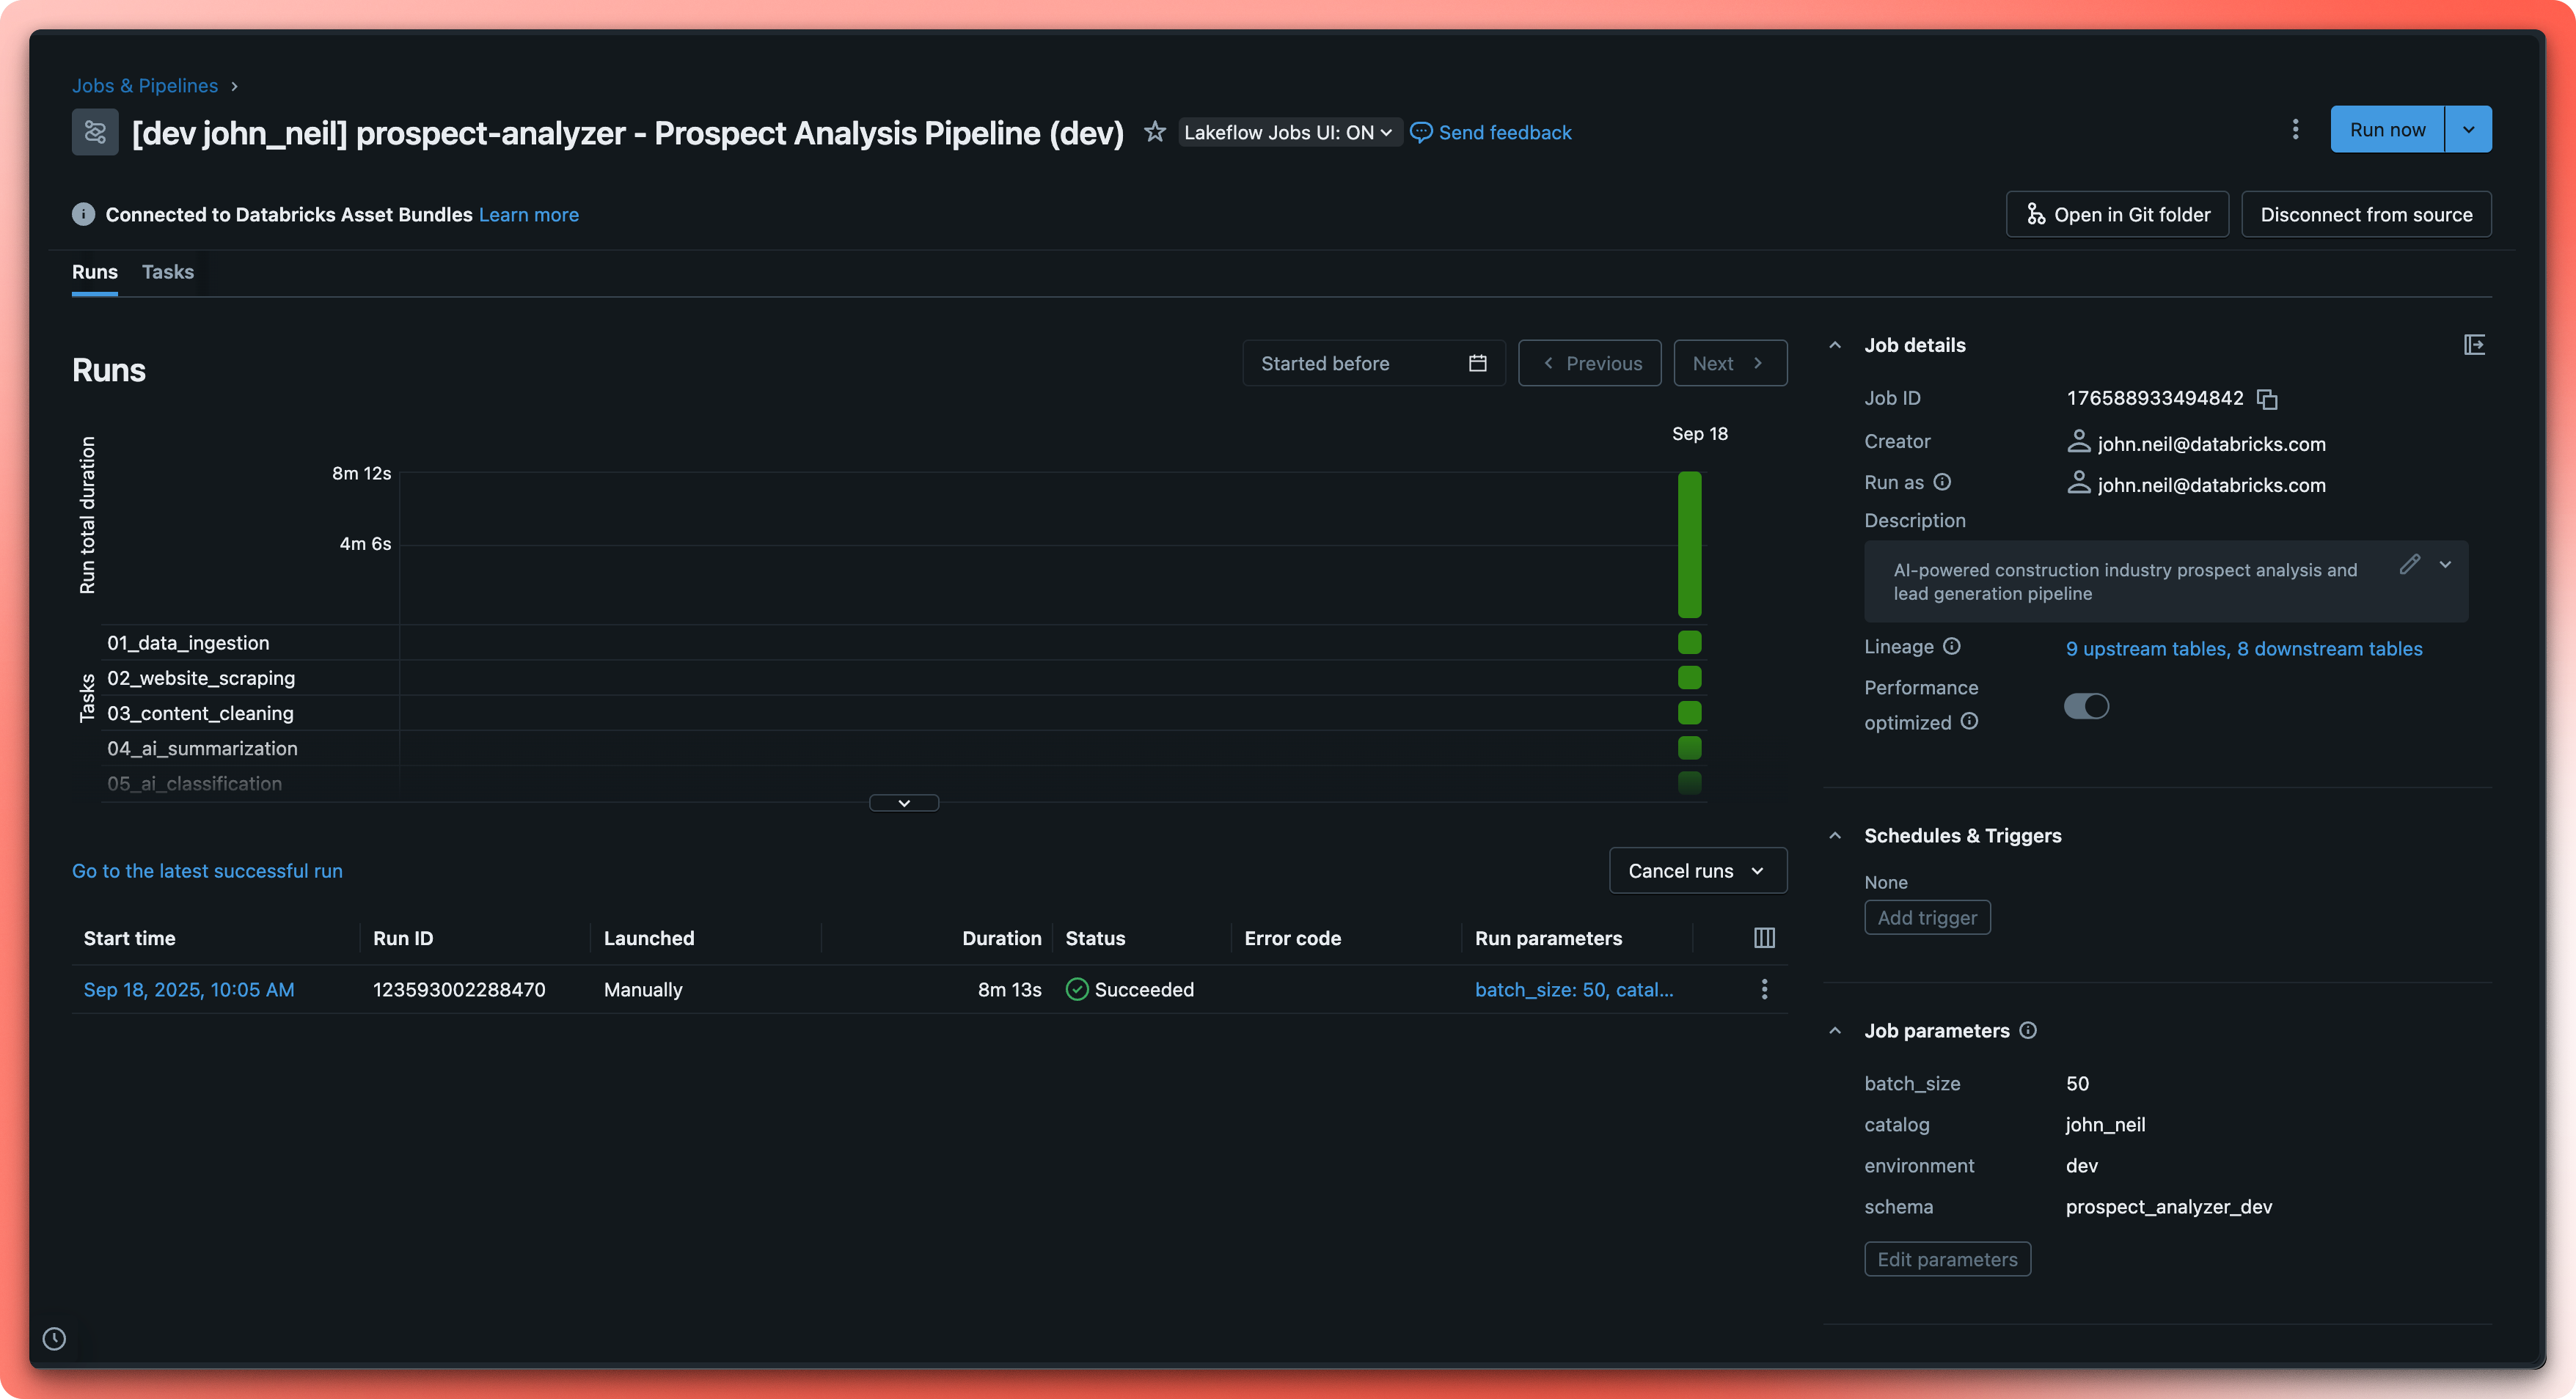 Jobs & Pipelines
[dev john_neil] prospect-analyzer - Prospect Analysis Pipeline (dev) Lakeflow Jobs UI: ON Send feedback Run now
Connected to Databricks Asset Bundles Learn more Open in Git folder Disconnect from source
Runs Tasks
Runs
Started before Previous Next
Sep 18
Run total duration
8m 12s
4m 6s
Tasks
01_data_ingestion
02_website_scraping
03_content_cleaning
04_ai_summarization
05_ai_classification
Go to the latest successful run Cancel runs
Start time Run ID Launched Duration Status Error code Run parameters
Sep 18, 2025, 10:05 AM 123593002288470 Manually 8m 13s Succeeded batch_size: 50, catal...
Job details
Job ID 176588933494842
Creator john.neil@databricks.com
Run as john.neil@databricks.com
Description
AI-powered construction industry prospect analysis and
lead generation pipeline
Lineage 9 upstream tables, 8 downstream tables
Performance
optimized
Schedules & Triggers
None
Add trigger
Job parameters
batch_size 50
catalog john_neil
environment dev
schema prospect_analyzer_dev
Edit parameters